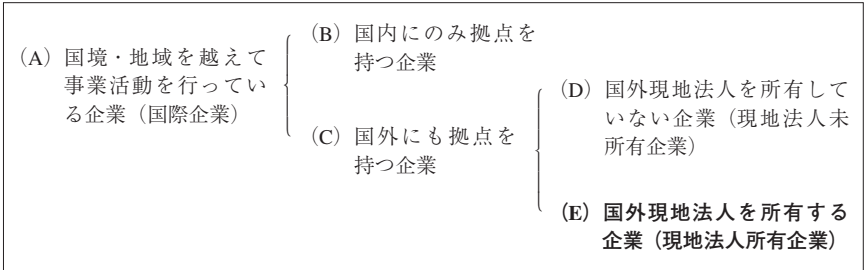 (A) 国境・地域を越えて
事業活動を行ってい
る企業（国際企業）
(B) 国内にのみ拠点を
持つ企業
(C) 国外にも拠点を
持つ企業
(D) 国外現地法人を所有して
いない企業（現地法人未
所有企業）
(E) 国外現地法人を所有する
企業（現地法人所有企業）